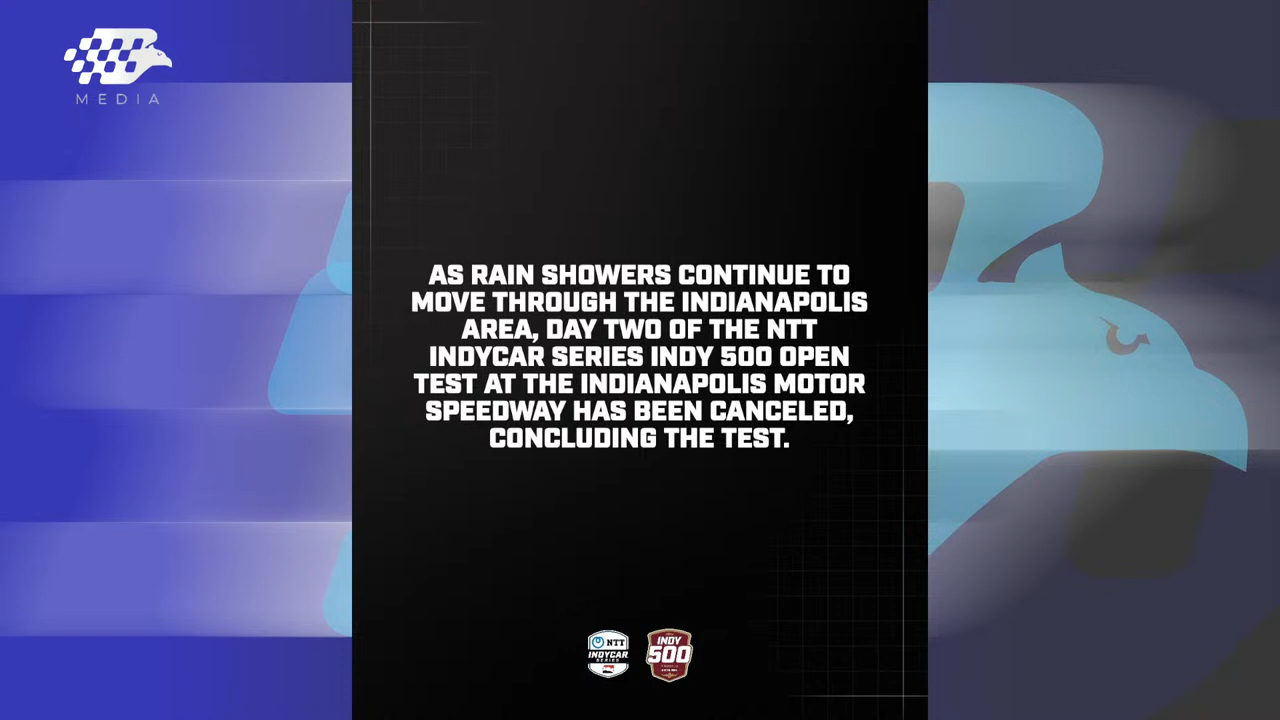 MEDIA
AS RAIN SHOWERS CONTINUE TO
MOVE THROUGH THE INDIANAPOLIS
AREA, DAY TWO OF THE NTT
INDYCAR SERIES INDY 500 OPEN
TEST AT THE INDIANAPOLIS MOTOR
SPEEDWAY HAS BEEN CANCELED,
CONCLUDING THE TEST.
NTT
INDYCAR
SERIES
INDY
500